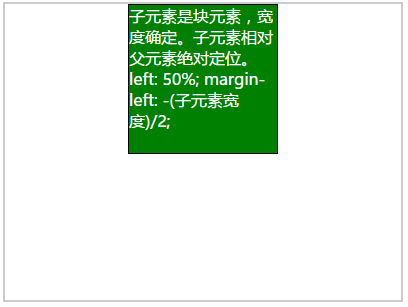 子元素是块元素，宽
度确定。子元素相对
父元素绝对定位。
left: 50%; margin-
left: -(子元素宽
度)/2;